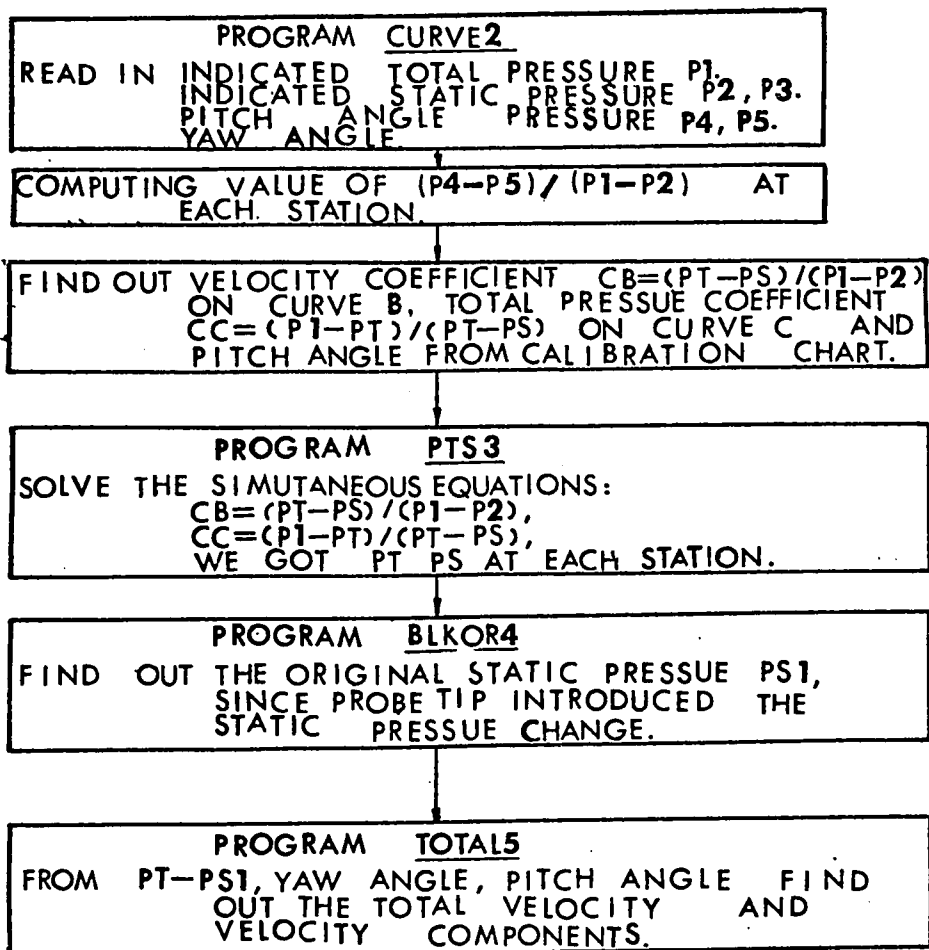 PROGRAM CURVE2
READ IN INDICATED TOTAL PRESSURE P1.
INDICATED STATIC PRESSURE P2, P3.
PITCH ANGLE PRESSURE P4, P5.
YAW ANGLE.
COMPUTING VALUE OF (P4-P5)/(P1-P2) AT
EACH. STATION.
FIND OUT VELOCITY COEFFICIENT CB=(PT-PS)/(P1-P2)
ON CURVE B, TOTAL PRESSUE COEFFICIENT
CC=(P1-PT)/(PT-PS) ON CURVE C AND
PITCH ANGLE FROM CALIBRATION CHART.
PROGRAM PTS3
SOLVE THE SIMUTANEOUS EQUATIONS:
CB=(PT-PS)/(P1-P2),
CC=(P1-PT)/(PT-PS),
WE GOT PT PS AT EACH STATION.
PROGRAM BLKOR4
FIND OUT THE ORIGINAL STATIC PRESSUE PS1,
SINCE PROBE TIP INTRODUCED THE
STATIC PRESSUE CHANGE.
PROGRAM TOTAL5
FROM PT-PS1, YAW ANGLE, PITCH ANGLE FIND
OUT THE TOTAL VELOCITY AND
VELOCITY COMPONENTS.